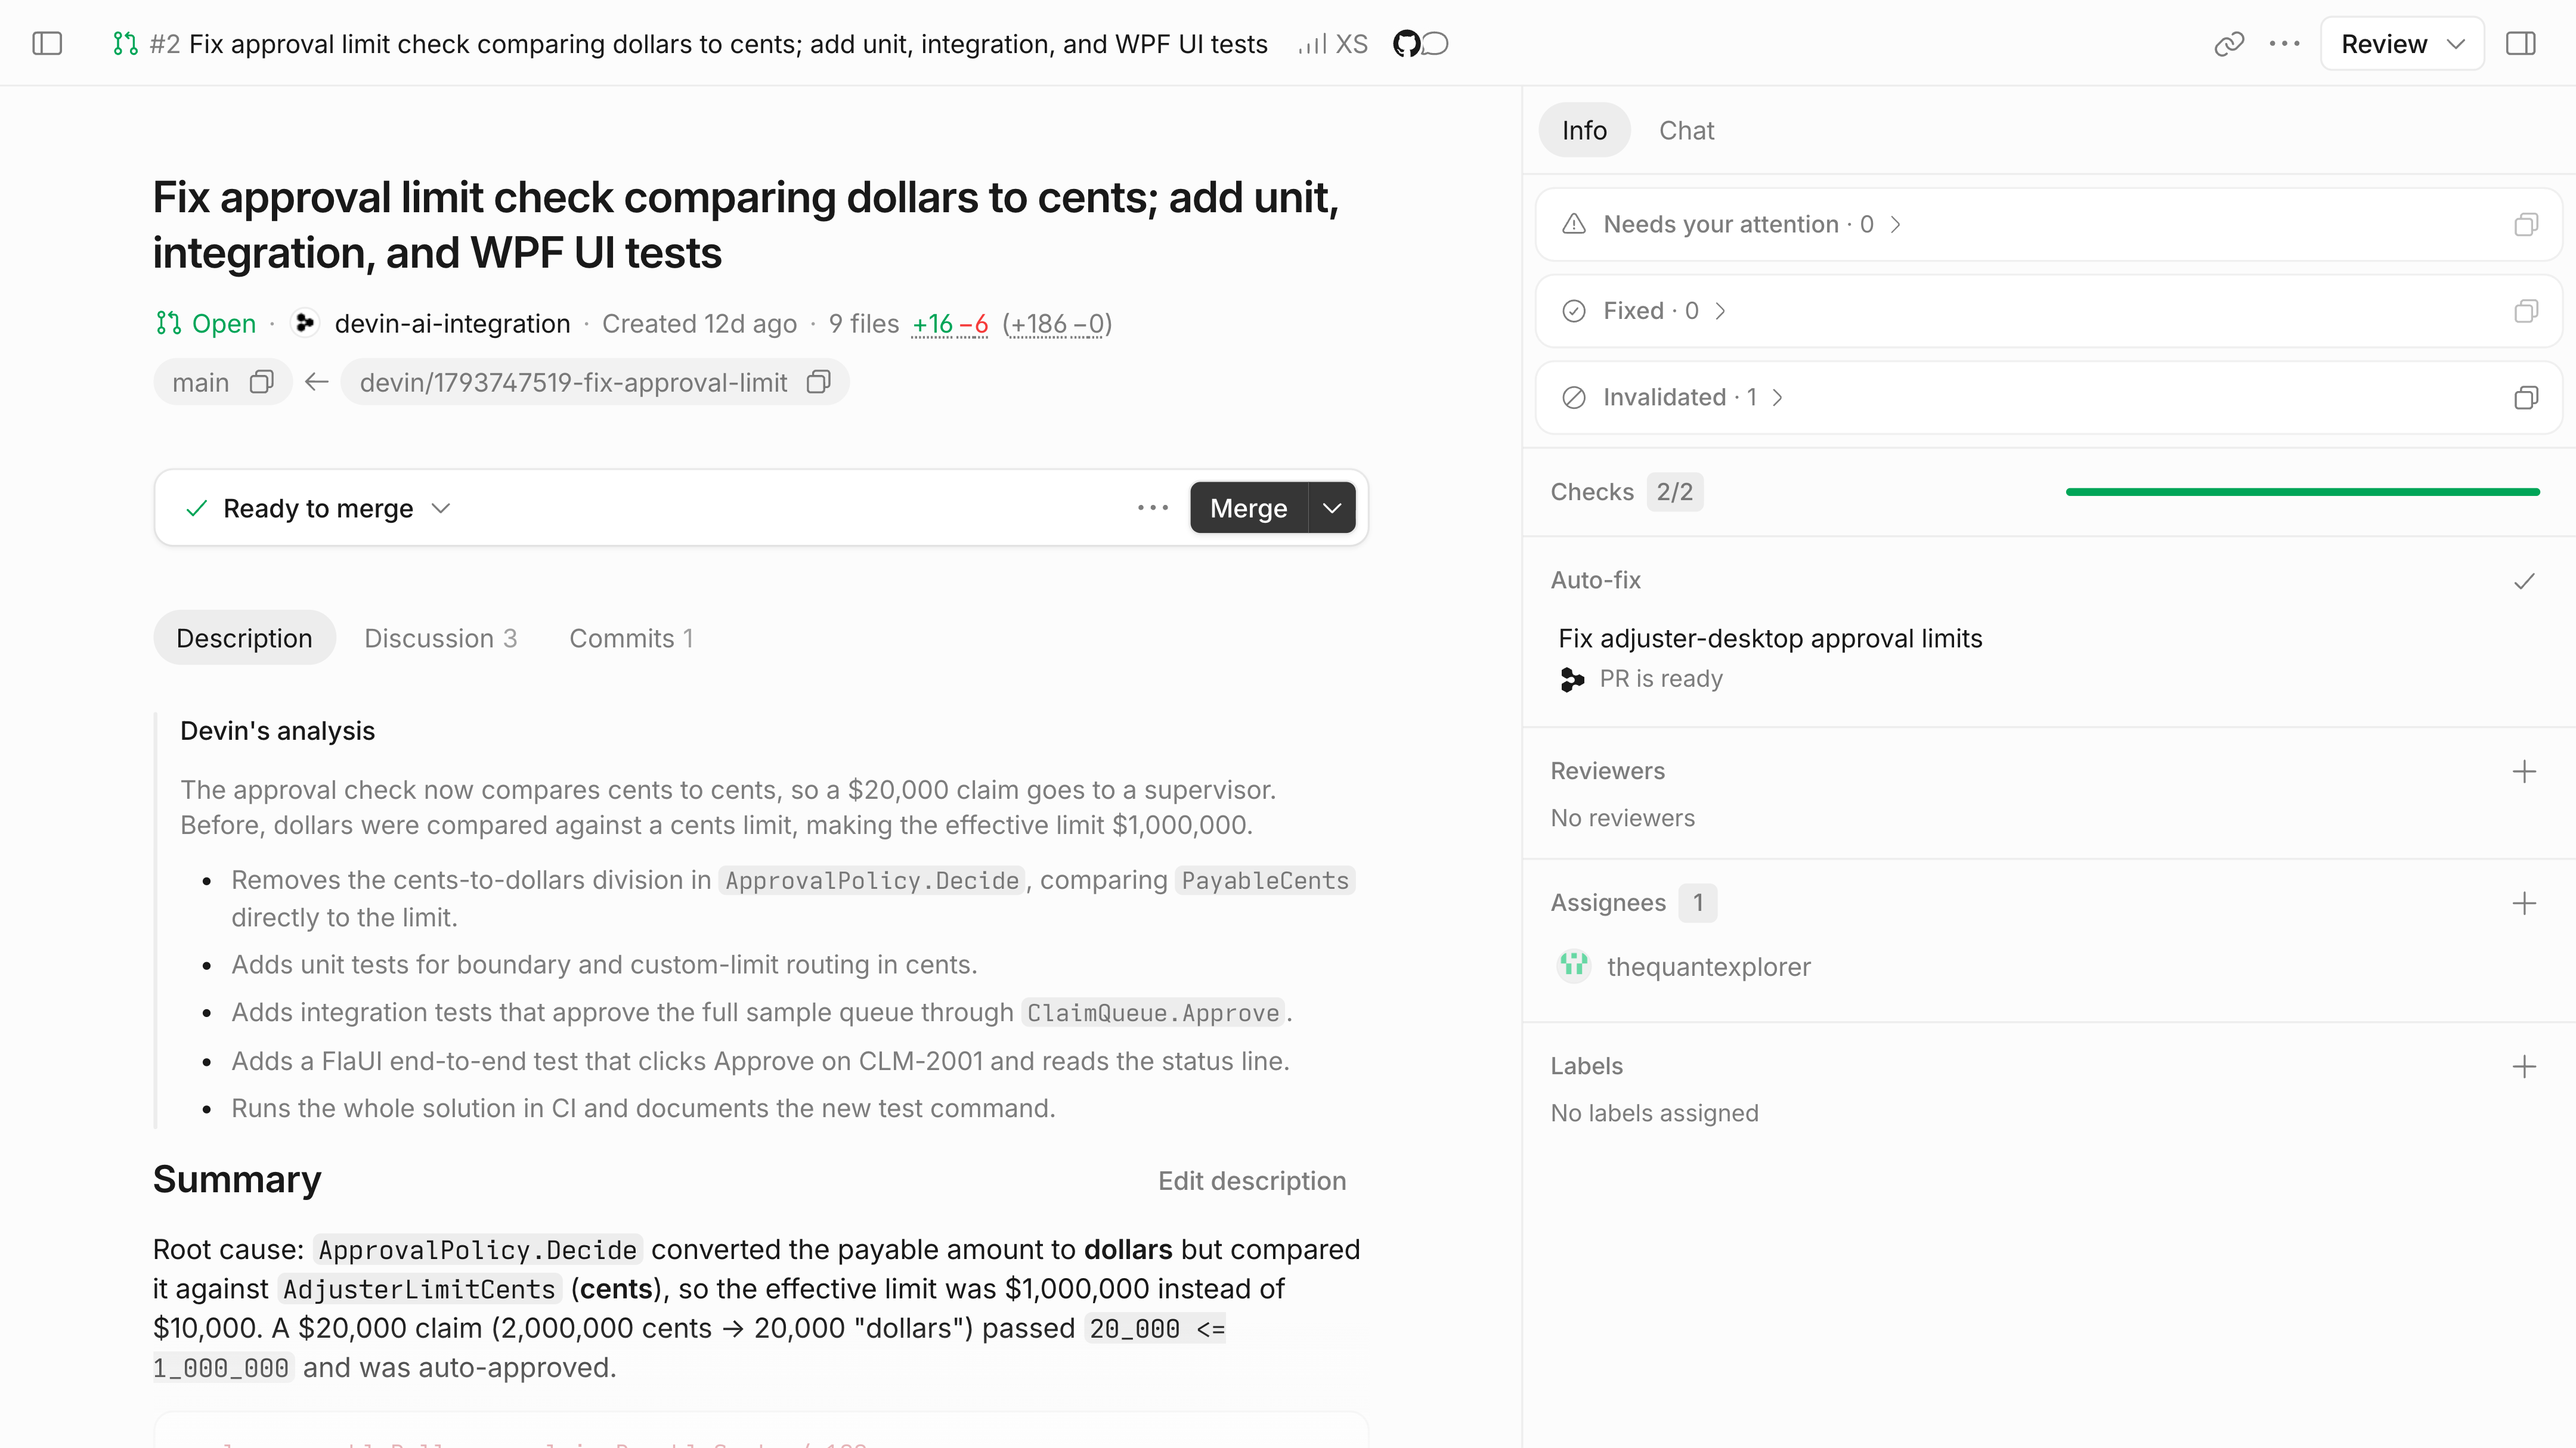 #2 Fix approval limit check comparing dollars to cents; add unit, integration, and WPF UI tests XS
Review
Fix approval limit check comparing dollars to cents; add unit,
integration, and WPF UI tests
Open · devin-ai-integration · Created 12d ago · 9 files +16 −6 (+186 −0)
main ← devin/1793747519-fix-approval-limit
Ready to merge
Merge
Description
Discussion 3
Commits 1
Devin's analysis
The approval check now compares cents to cents, so a $20,000 claim goes to a supervisor.
Before, dollars were compared against a cents limit, making the effective limit $1,000,000.
• Removes the cents-to-dollars division in ApprovalPolicy.Decide, comparing PayableCents
directly to the limit.
• Adds unit tests for boundary and custom-limit routing in cents.
• Adds integration tests that approve the full sample queue through ClaimQueue.Approve.
• Adds a FlaUI end-to-end test that clicks Approve on CLM-2001 and reads the status line.
• Runs the whole solution in CI and documents the new test command.
Summary
Edit description
Root cause: ApprovalPolicy.Decide converted the payable amount to dollars but compared
it against AdjusterLimitCents (cents), so the effective limit was $1,000,000 instead of
$10,000. A $20,000 claim (2,000,000 cents → 20,000 "dollars") passed 20_000 <=
1_000_000 and was auto-approved.
Info
Chat
Needs your attention · 0
Fixed · 0
Invalidated · 1
Checks 2/2
Auto-fix
Fix adjuster-desktop approval limits
PR is ready
Reviewers
No reviewers
Assignees 1
thequantexplorer
Labels
No labels assigned